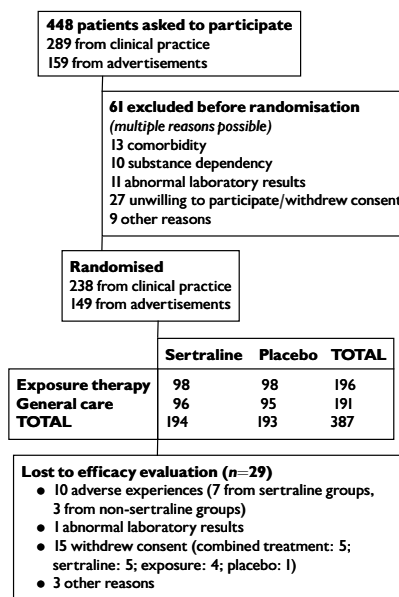 448 patients asked to participate
289 from clinical practice
159 from advertisements
61 excluded before randomisation
(multiple reasons possible)
13 comorbidity
10 substance dependency
11 abnormal laboratory results
27 unwilling to participate/withdrew consent
9 other reasons
Randomised
238 from clinical practice
149 from advertisements
Sertraline Placebo TOTAL
Exposure therapy 98 98 196
General care 96 95 191
TOTAL 194 193 387
Lost to efficacy evaluation (n=29)
● 10 adverse experiences (7 from sertraline groups,
3 from non-sertraline groups)
● 1 abnormal laboratory results
● 15 withdrew consent (combined treatment: 5;
sertraline: 5; exposure: 4; placebo: 1)
● 3 other reasons